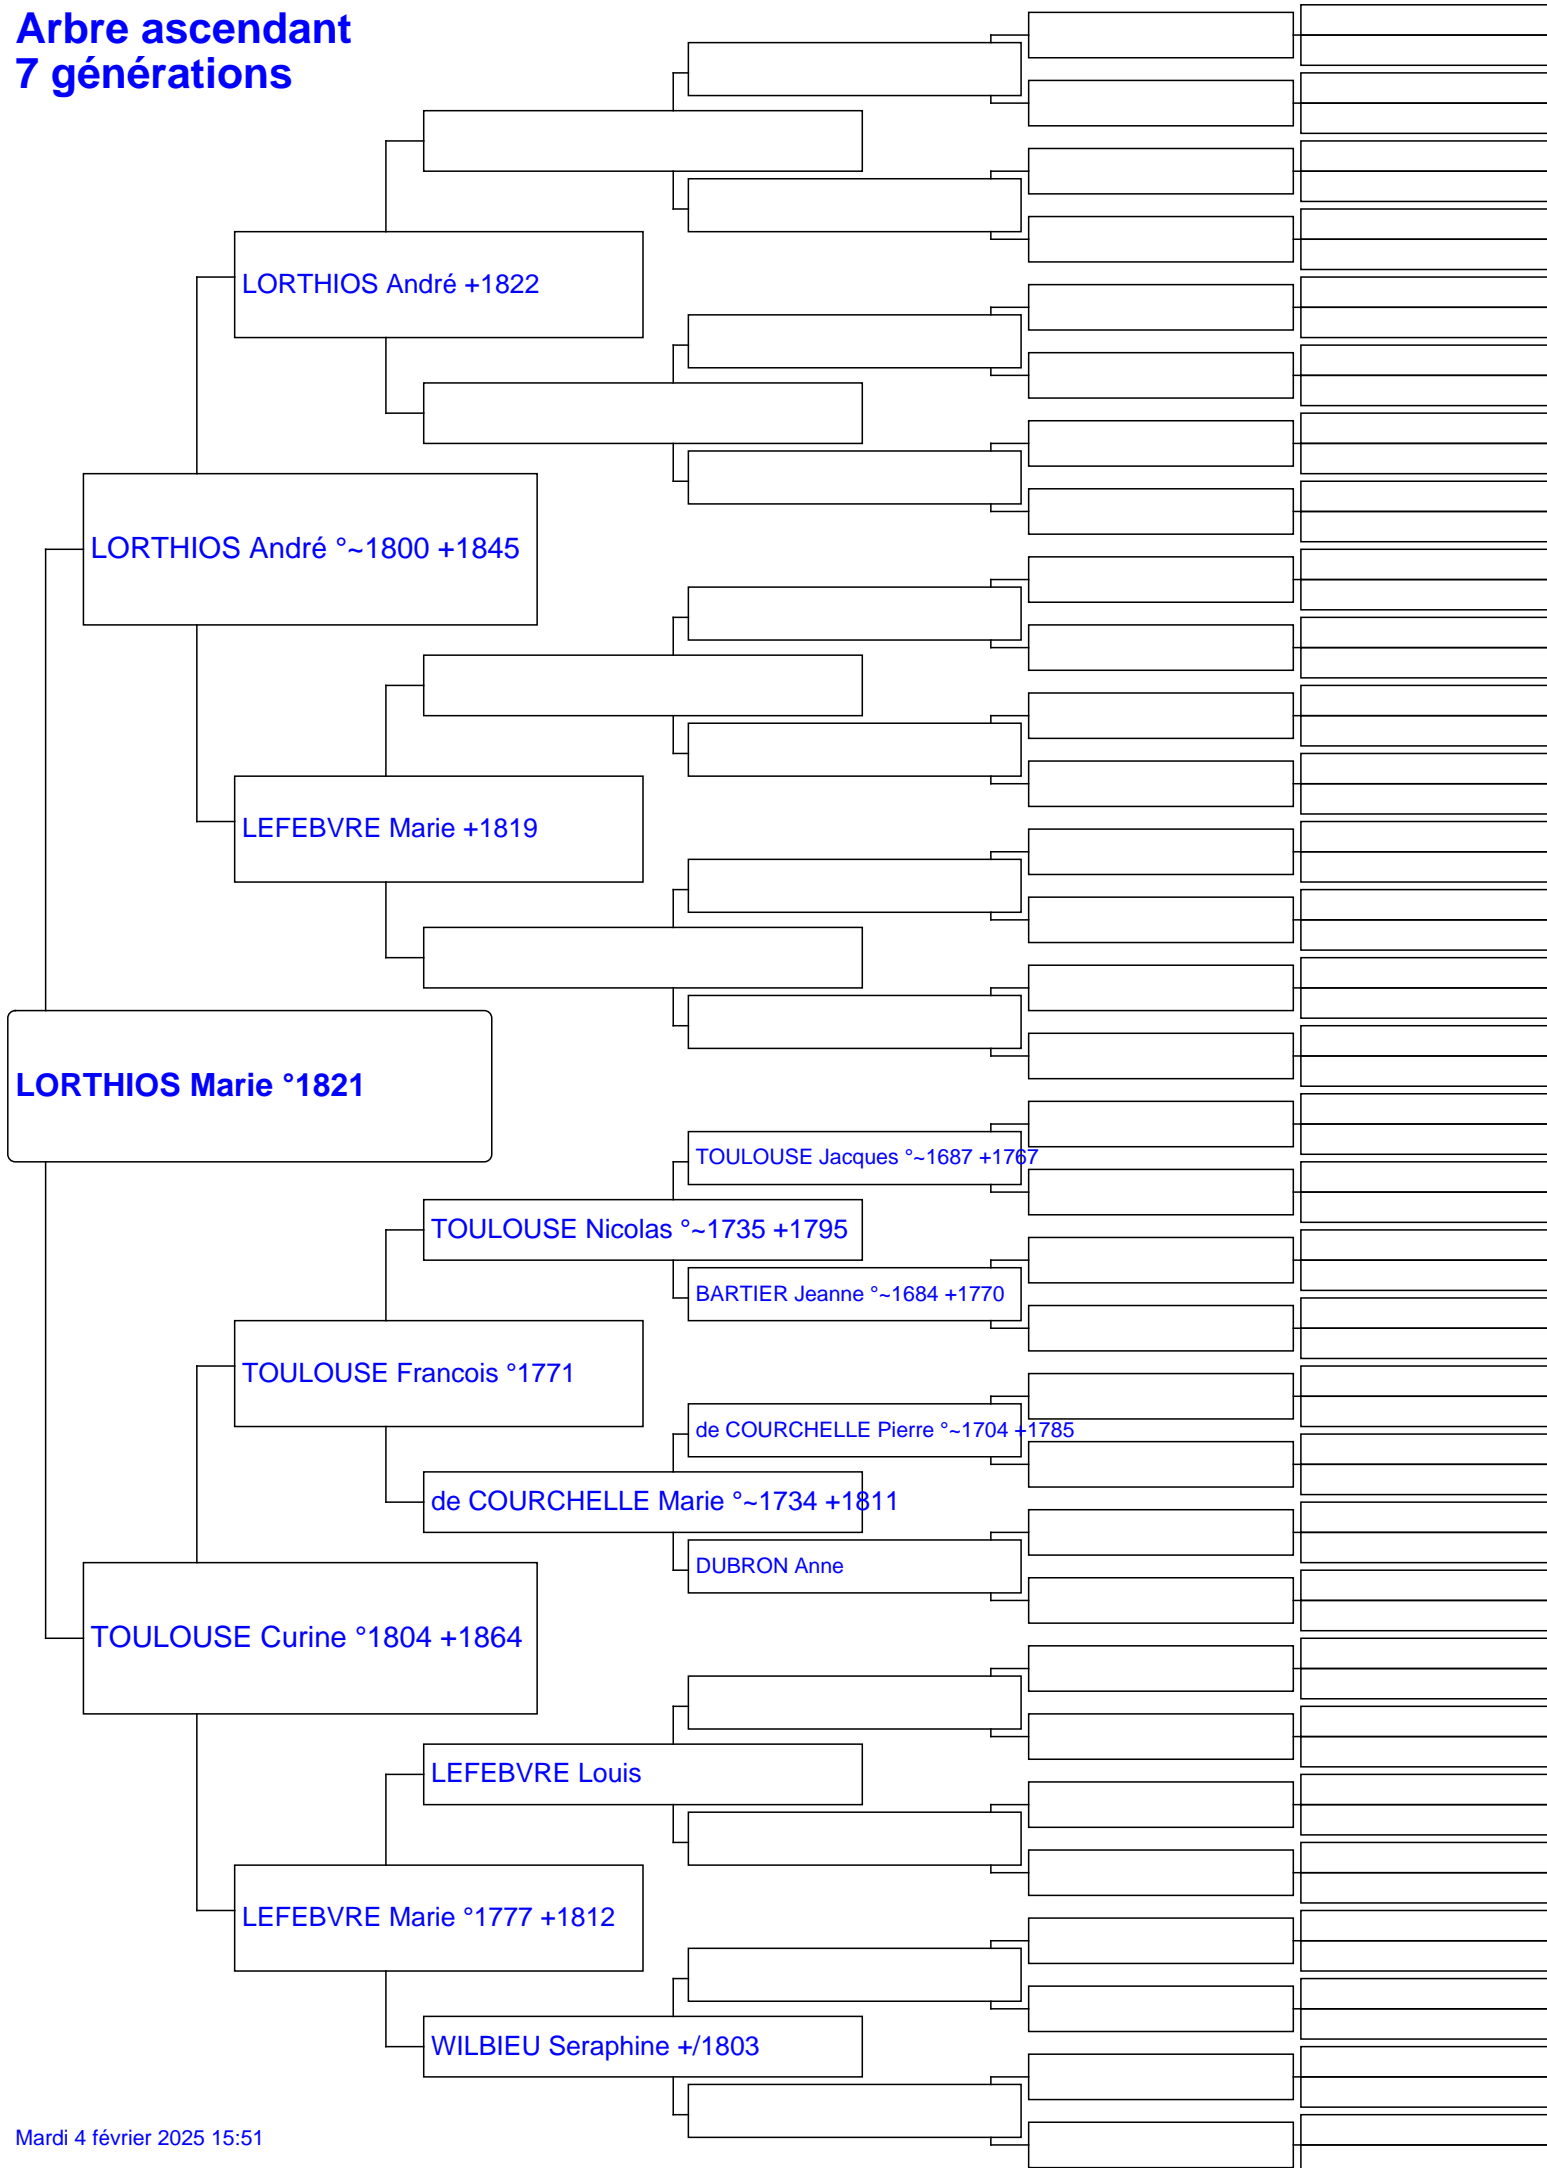 Arbre ascendant
7 générations
LORTHIOS André +1822
LORTHIOS André °~1800 +1845
LEFEBVRE Marie +1819
LORTHIOS Marie °1821
TOULOUSE Jacques °~1687 +1767
TOULOUSE Nicolas °~1735 +1795
BARTIER Jeanne °~1684 +1770
TOULOUSE Francois °1771
de COURCHELLE Pierre °~1704 +1785
de COURCHELLE Marie °~1734 +1811
DUBRON Anne
TOULOUSE Curine °1804 +1864
LEFEBVRE Louis
LEFEBVRE Marie °1777 +1812
WILBIEU Seraphine +/1803
Mardi 4 février 2025 15:51